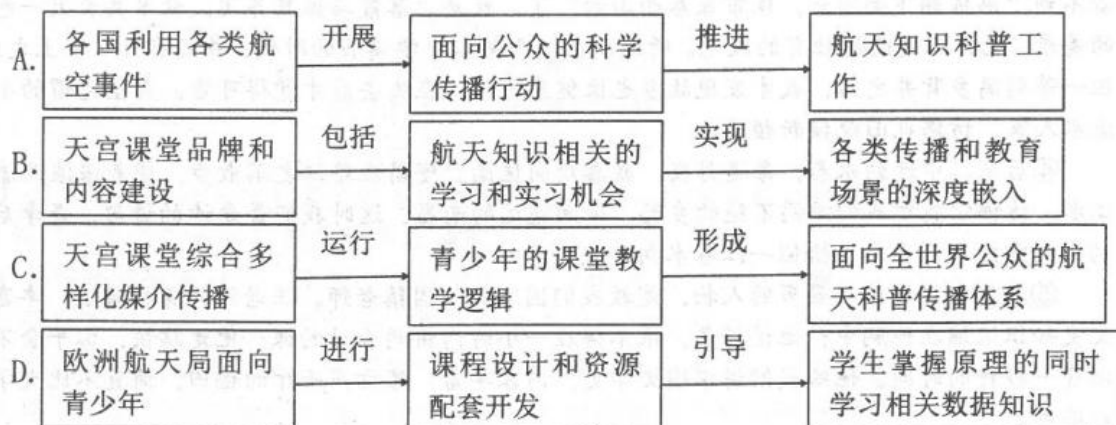 A. 各国利用各类航空事件 开展 面向公众的科学传播行动 推进 航天知识科普工作
B. 天宫课堂品牌和内容建设 包括 航天知识相关的学习和实习机会 实现 各类传播和教育场景的深度嵌入
C. 天宫课堂综合多样化媒介传播 运行 青少年的课堂教学逻辑 形成 面向全世界公众的航天科普传播体系
D. 欧洲航天局面向青少年 进行 课程设计和资源配套开发 引导 学生掌握原理的同时学习相关数据知识